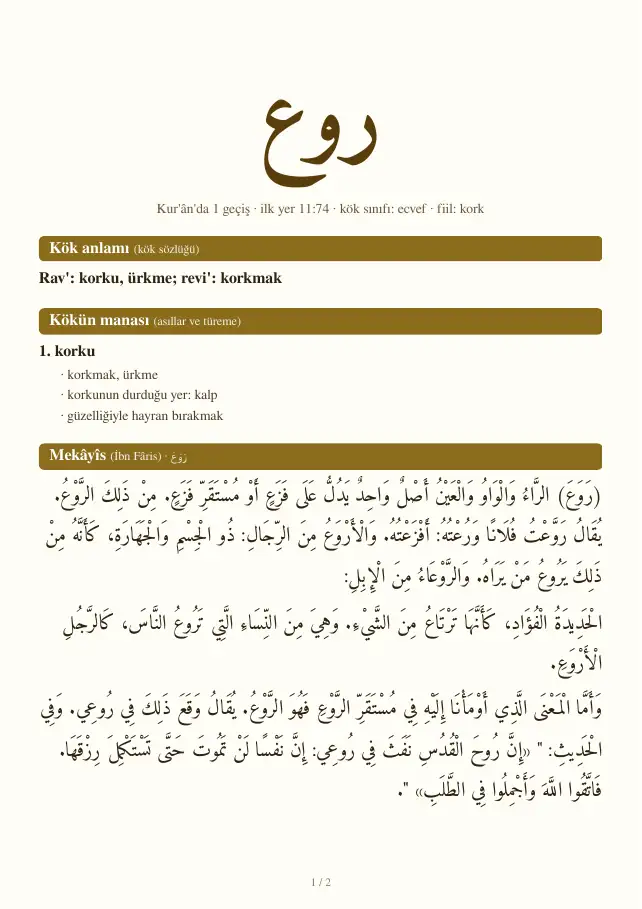 روع
Kur'ân'da 1 geçiş · ilk yer 11:74 · kök sınıfı: ecvef · fiil: kork
Kök anlamı (kök sözlüğü)
Rav': korku, ürkme; revi': korkmak
Kökün manası (asıllar ve türeme)
1. korku
· korkmak, ürkme
· korkunun durduğu yer: kalp
· güzelliğiyle hayran bırakmak
Mekâyîs (İbn Fâris) · رَوَعَ
(رَوَعَ) الرَّاءُ وَالْوَاوُ وَالْعَيْنُ أَصْلٌ وَاحِدٌ يَدُلُّ عَلَى فَزَعٍ أَوْ مُسْتَقَرِّ فَزَعٍ. مِنْ ذَلِكَ الرَّوْعُ.
يُقَالُ رَوَّعْتُ فُلَانًا وَرُعْتُهُ: أَفْزَعْتُهُ. وَالْأَرْوَعُ مِنَ الرِّجَالِ: ذُو الْجِسْمِ وَالْجَهَارَةِ، كَأَنَّهُ مِنْ
ذَلِكَ يَرُوعُ مَنْ يَرَاهُ. وَالرَّوْعَاءُ مِنَ الْإِبِلِ:
الْحَدِيدَةُ الْفُؤَادِ، كَأَنَّهَا تَرْتَاعُ مِنَ الشَّيْءِ. وَهِيَ مِنَ النِّسَاءِ الَّتِي تَرُوعُ النَّاسَ، كَالرَّجُلِ
الْأَرْوَعِ.
وَأَمَّا الْمَعْنَى الَّذِي أَوْمَأْنَا إِلَيْهِ فِي مُسْتَقَرِّ الرَّوْعِ فَهُوَ الرَّوْعُ. يُقَالُ وَقَعَ ذَلِكَ فِي رُوعِي. وَفِي
الْحَدِيثِ: " «إِنَّ رُوحَ الْقُدُسِ نَفَثَ فِي رُوعِي: إِنَّ نَفْسًا لَنْ تَمُوتَ حَتَّى تَسْتَكْمِلَ رِزْقَهَا.
فَاتَّقُوا اللَّهَ وَأَجْمِلُوا فِي الطَّلَبِ» ".
1 / 2